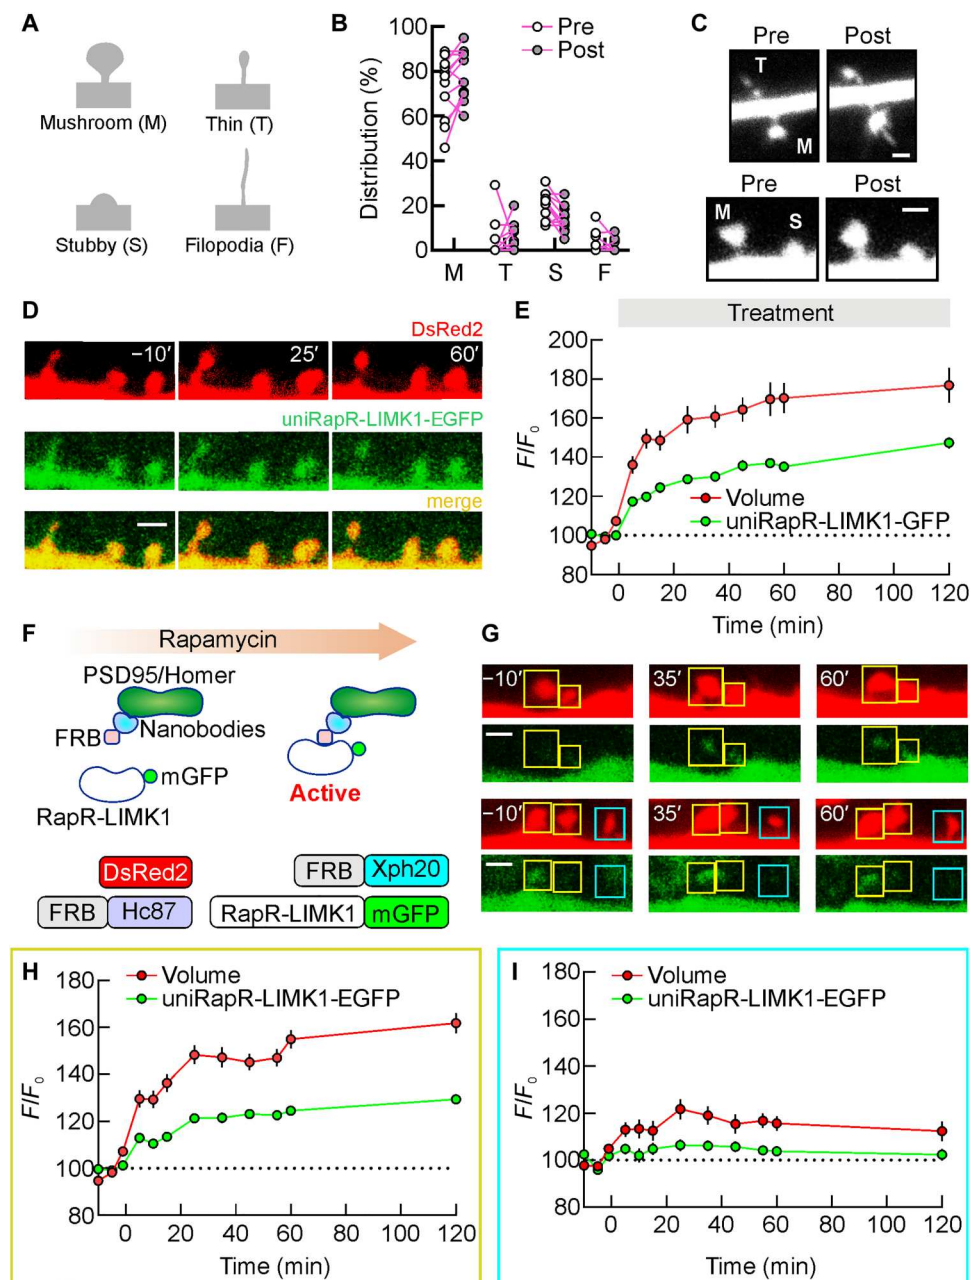 A
Mushroom (M)
Thin (T)
Stubby (S)
Filopodia (F)
B
Distribution (%)
100
80
60
40
20
0
Pre
Post
M
T
S
F
C
Pre
Post
T
M
Pre
Post
M
S
D
DsRed2
−10′
25′
60′
uniRapR-LIMK1-EGFP
merge
E
Treatment
F/F0
200
180
160
140
120
100
80
Volume
uniRapR-LIMK1-GFP
0
20
40
60
80
100
120
Time (min)
F
Rapamycin
PSD95/Homer
Nanobodies
FRB
mGFP
RapR-LIMK1
Active
DsRed2
FRB
Xph20
FRB
Hc87
RapR-LIMK1
mGFP
G
−10′
35′
60′
−10′
35′
60′
H
Volume
uniRapR-LIMK1-EGFP
F/F0
180
160
140
120
100
80
0
20
40
60
80
100
120
Time (min)
I
Volume
uniRapR-LIMK1-EGFP
F/F0
180
160
140
120
100
80
0
20
40
60
80
100
120
Time (min)